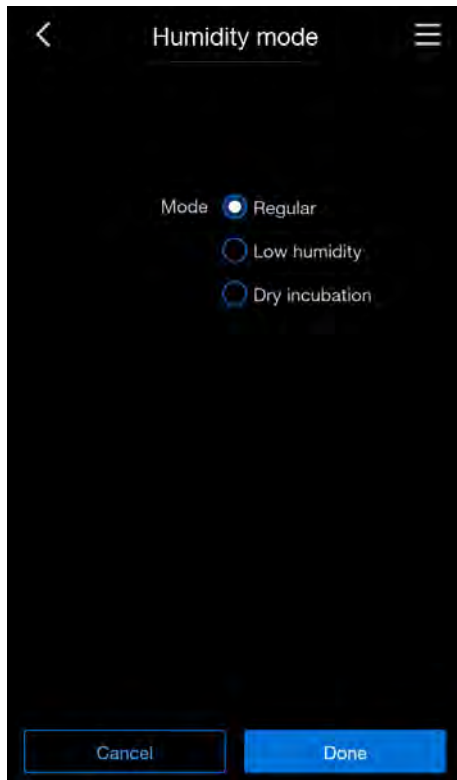 Humidity mode
Mode Regular
Low humidity
Dry incubation
Cancel Done